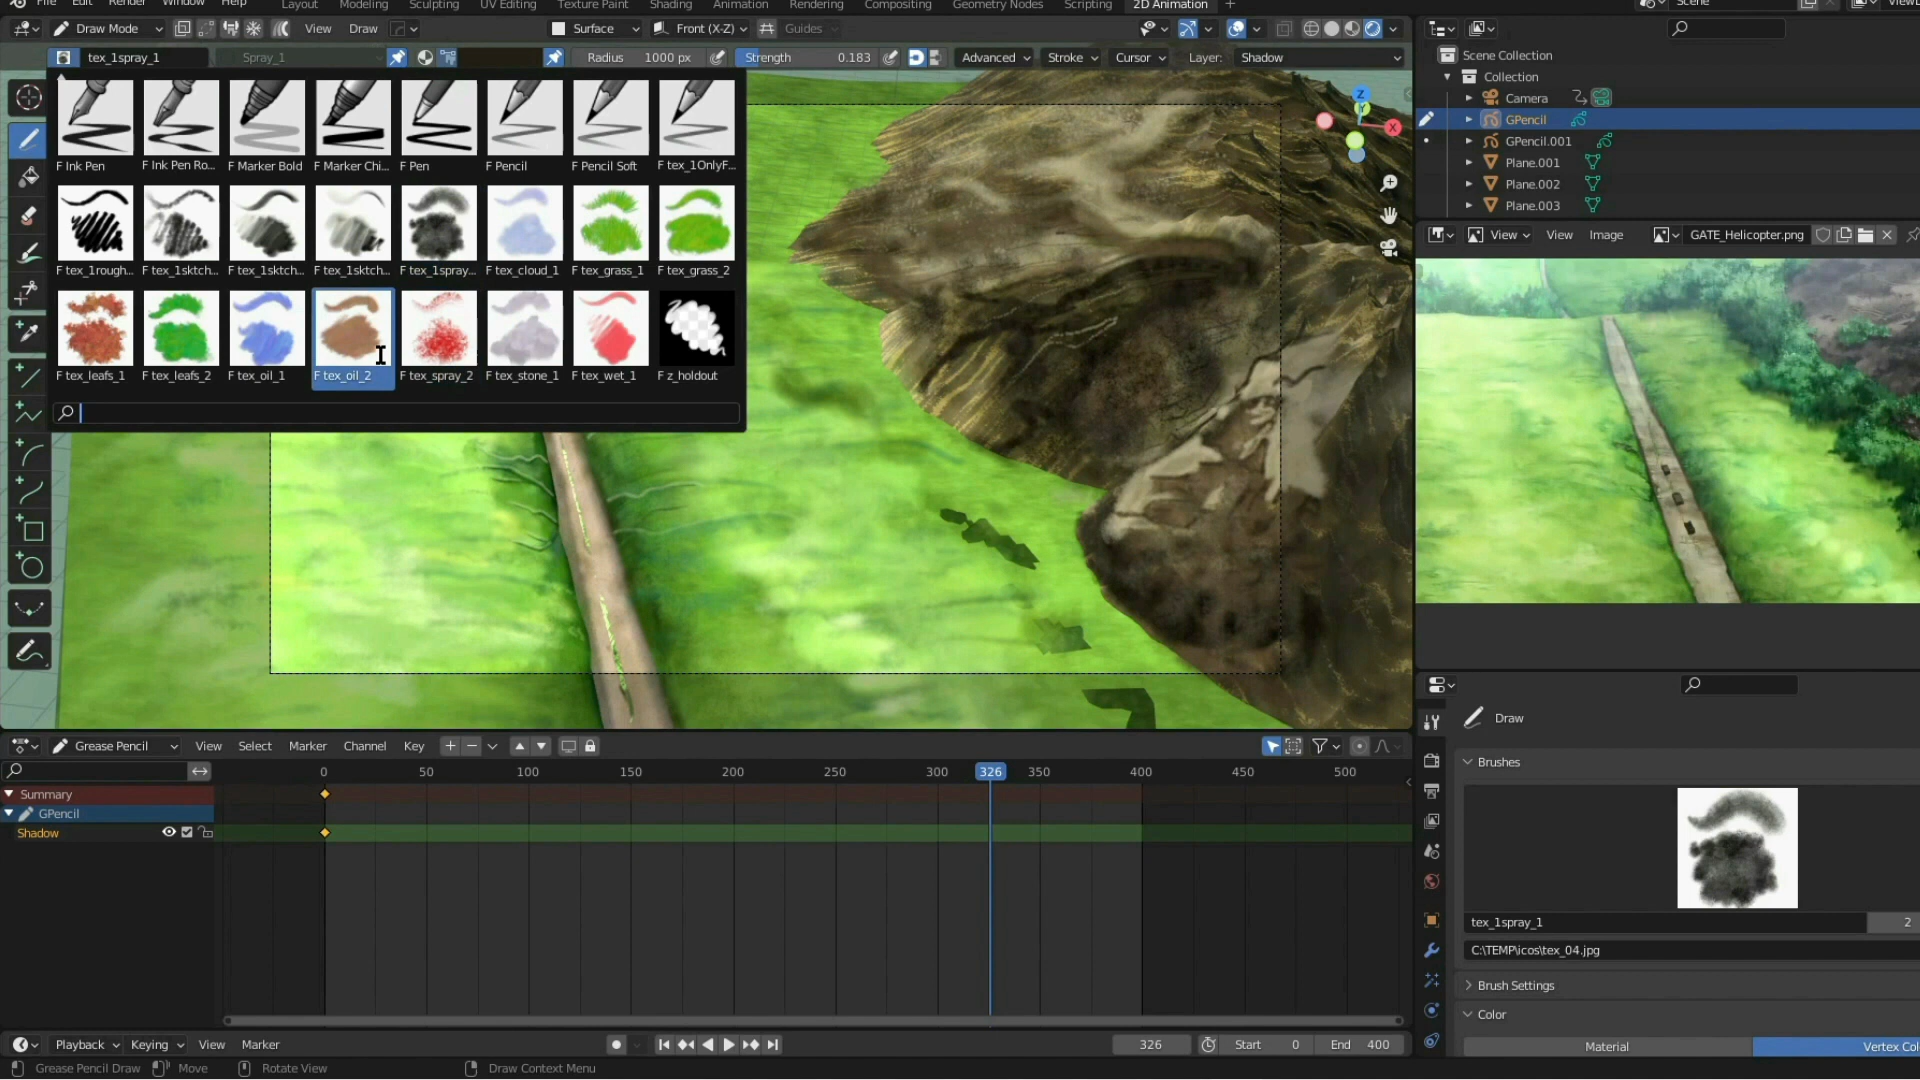 File Edit Render Window Help Layout Modeling Sculpting UV Editing Texture Paint Shading Animation Rendering Compositing Geometry Nodes Scripting 2D Animation + Scene
Draw Mode View Draw Surface Front (X-Z) Guides
tex_1spray_1 Spray_1 Radius 1000 px Strength 0.183 Advanced Stroke Cursor Layer: Shadow
Scene Collection
Collection
Camera
GPencil
GPencil.001
Plane.001
Plane.002
Plane.003
Z
Y
X
F Ink Pen F Ink Pen Ro... F Marker Bold F Marker Chi... F Pen F Pencil F Pencil Soft F tex_1OnlyF...
F tex_1rough... F tex_1sktch... F tex_1sktch... F tex_1sktch... F tex_1spray... F tex_cloud_1 F tex_grass_1 F tex_grass_2
F tex_leafs_1 F tex_leafs_2 F tex_oil_1 F tex_oil_2 F tex_spray_2 F tex_stone_1 F tex_wet_1 F z_holdout
View View Image GATE_Helicopter.png
Grease Pencil View Select Marker Channel Key
0 50 100 150 200 250 300 326 350 400 450 500
Summary
GPencil
Shadow
Draw
Brushes
tex_1spray_1 2
C:\TEMP\icos\tex_04.jpg
Brush Settings
Color
Material Vertex Col
Playback Keying View Marker 326 Start 0 End 400
Grease Pencil Draw Move Rotate View Draw Context Menu